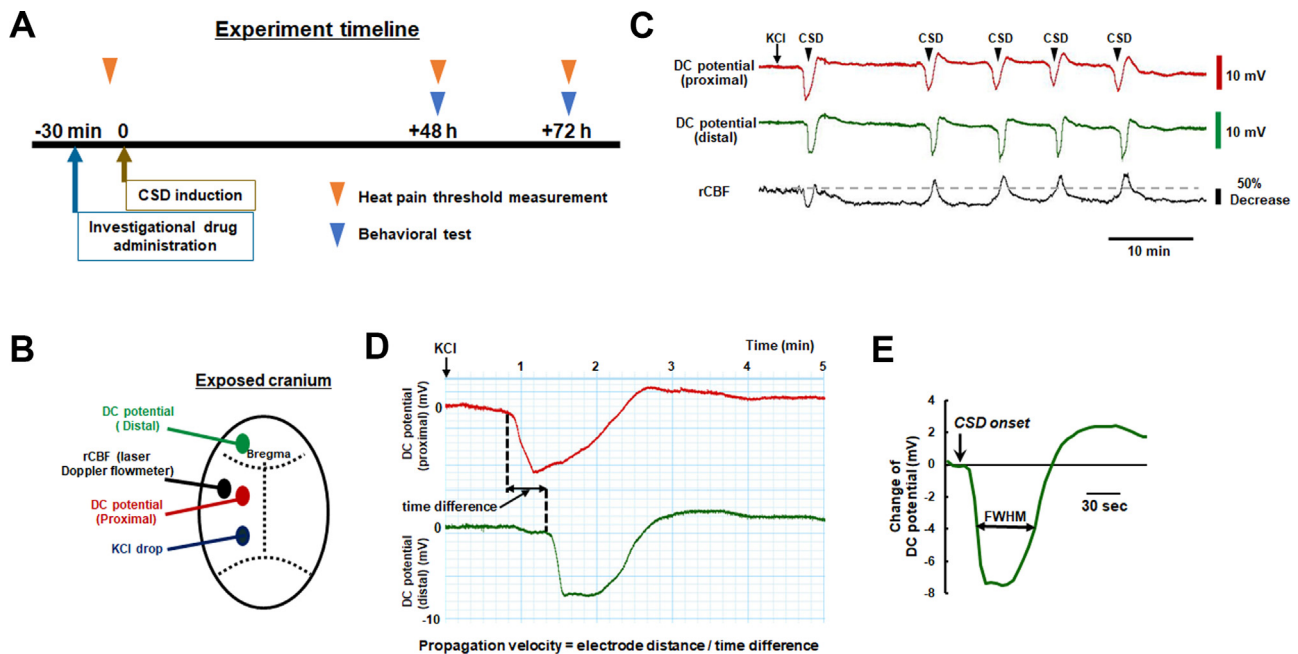 A
Experiment timeline
-30 min
0
+48 h
+72 h
CSD induction
Investigational drug
administration
Heat pain threshold measurement
Behavioral test
B
Exposed cranium
DC potential
( Distal)
rCBF (laser
Doppler flowmeter)
DC potential
(Proximal)
KCl drop
Bregma
C
KCl
CSD
CSD
CSD
CSD
CSD
DC potential
(proximal)
10 mV
DC potential
(distal)
10 mV
rCBF
50%
Decrease
10 min
D
KCl
Time (min)
1
2
3
4
5
0
DC potential
(proximal) (mV)
time difference
0
DC potential
(distal) (mV)
-10
Propagation velocity = electrode distance / time difference
E
4
2
0
-2
-4
-6
-8
Change of
DC potential (mV)
CSD onset
FWHM
30 sec